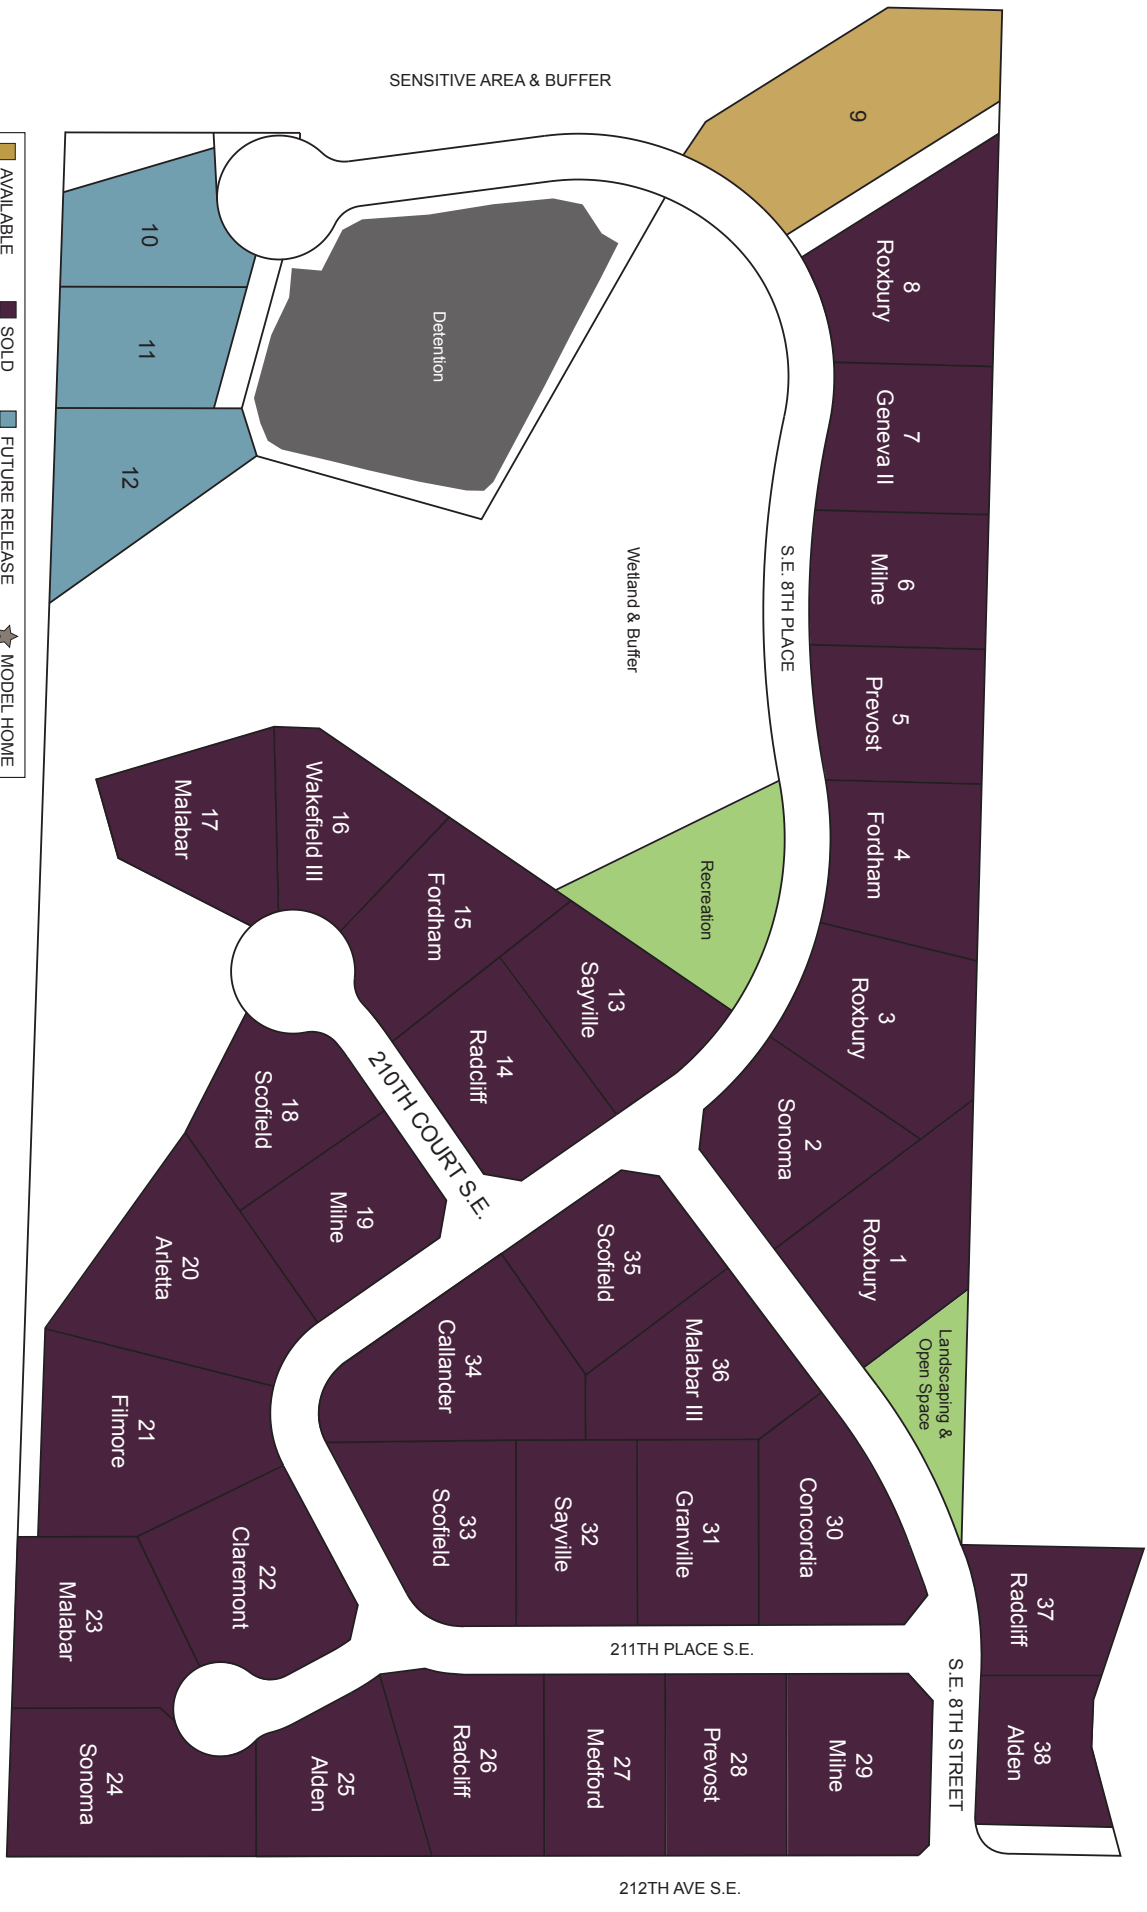 SENSITIVE AREA & BUFFER
9
8
Roxbury
7
Geneva II
6
Milne
5
Prevost
4
Fordham
3
Roxbury
2
Sonoma
1
Roxbury
Landscaping &
Open Space
S.E. 8TH PLACE
Wetland & Buffer
Detention
Recreation
10
11
12
13
Sayville
14
Radcliff
15
Fordham
16
Wakefield III
17
Malabar
210TH COURT S.E.
18
Scofield
19
Milne
20
Arletta
21
Filmore
22
Claremont
23
Malabar
24
Sonoma
25
Alden
26
Radcliff
27
Medford
28
Prevost
29
Milne
30
Concordia
31
Granville
32
Sayville
33
Scofield
34
Callander
35
Scofield
36
Malabar III
37
Radcliff
38
Alden
211TH PLACE S.E.
S.E. 8TH STREET
212TH AVE S.E.
AVAILABLE
SOLD
FUTURE RELEASE
MODEL HOME